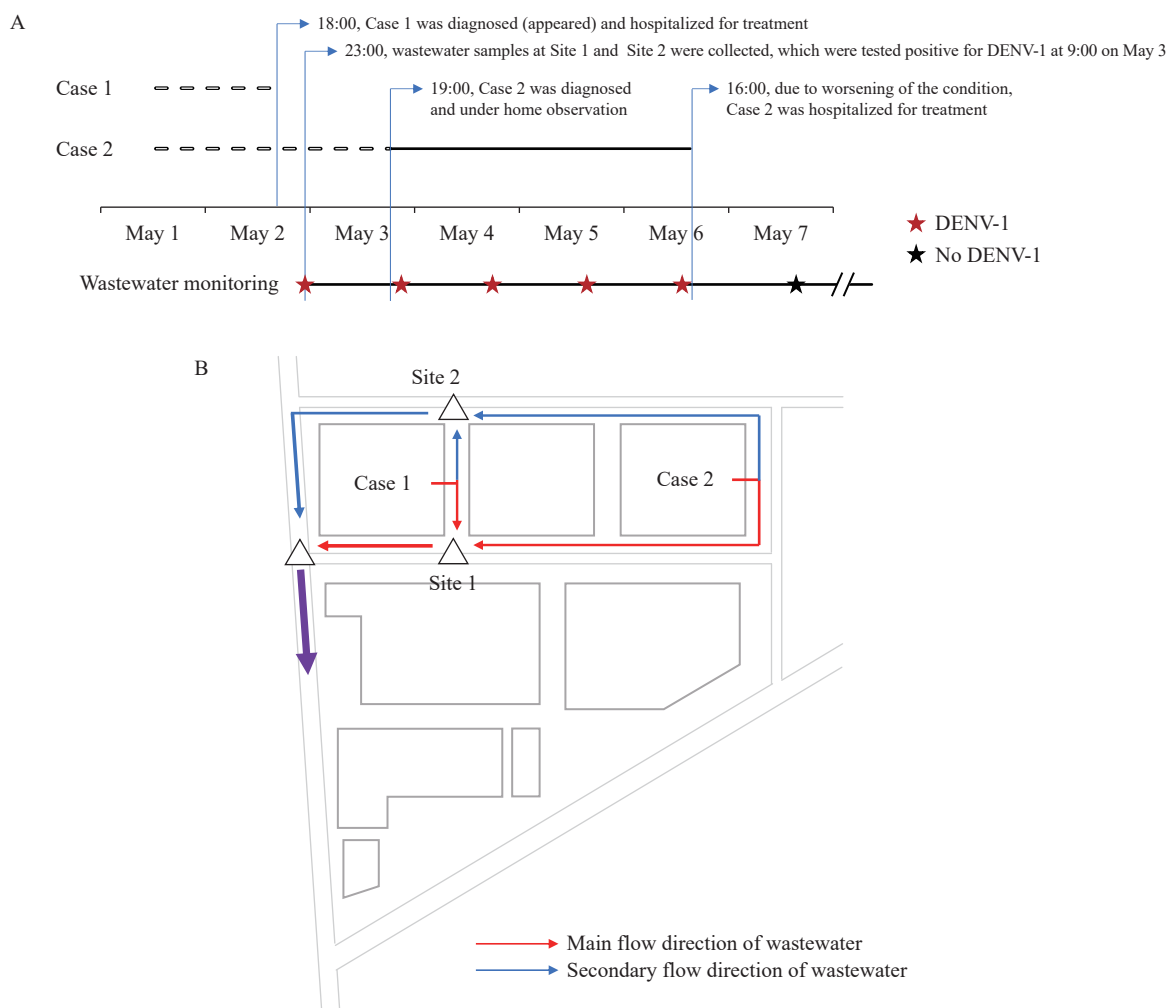 A
18:00, Case 1 was diagnosed (appeared) and hospitalized for treatment
23:00, wastewater samples at Site 1 and Site 2 were collected, which were tested positive for DENV-1 at 9:00 on May 3
Case 1
19:00, Case 2 was diagnosed
and under home observation
16:00, due to worsening of the condition,
Case 2 was hospitalized for treatment
Case 2
May 1
May 2
May 3
May 4
May 5
May 6
May 7
DENV-1
No DENV-1
Wastewater monitoring
B
Site 2
Case 1
Case 2
Site 1
Main flow direction of wastewater
Secondary flow direction of wastewater